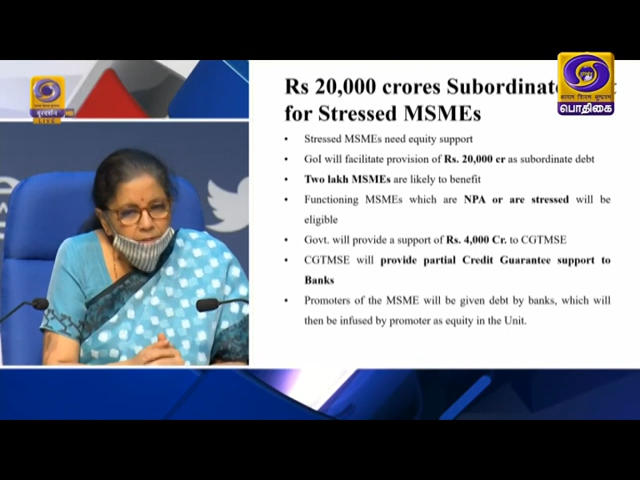 Rs 20,000 crores Subordinate
for Stressed MSMEs
• Stressed MSMEs need equity support
• GoI will facilitate provision of Rs. 20,000 cr as subordinate debt
• Two lakh MSMEs are likely to benefit
• Functioning MSMEs which are NPA or are stressed will be
eligible
• Govt. will provide a support of Rs. 4,000 Cr. to CGTMSE
• CGTMSE will provide partial Credit Guarantee support to
Banks
• Promoters of the MSME will be given debt by banks, which will
then be infused by promoter as equity in the Unit.
दूरदर्शन
LIVE
பொதிகை